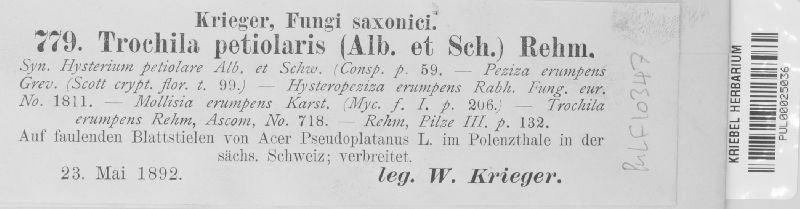 Krieger, Fungi saxonici.
779. Trochila petiolaris (Alb. et Sch.) Rehm.
Syn. Hysterium petiolare Alb. et Schw. (Consp. p. 59. — Peziza erumpens
Grev. (Scott crypt. flor. t. 99.) — Hysteropeziza erumpens Rabh. Fung. eur.
No. 1811. — Mollisia erumpens Karst. (Myc. f. I. p. 206.) — Trochila
erumpens Rehm, Ascom, No. 718. — Rehm, Pilze III. p. 132.
Auf faulenden Blattstielen von Acer Pseudoplatanus L. im Polenzthale in der
sächs. Schweiz; verbreitet.
23. Mai 1892.
leg. W. Krieger.
PULF10347
KRIEBEL HERBARIUM
PUL00025036